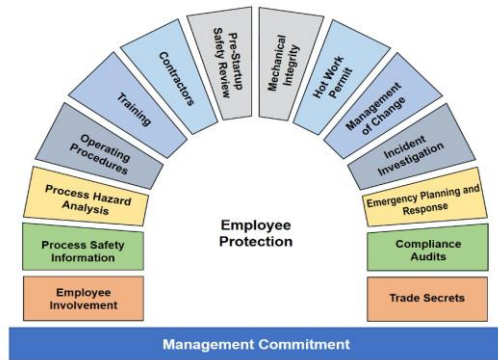 Employee
Involvement
Process Safety
Information
Process Hazard
Analysis
Operating
Procedures
Training
Contractors
Pre-Startup
Safety Review
Mechanical
Integrity
Hot Work
Permit
Management
of Change
Incident
Investigation
Emergency Planning and
Response
Compliance
Audits
Trade Secrets
Employee
Protection
Management Commitment